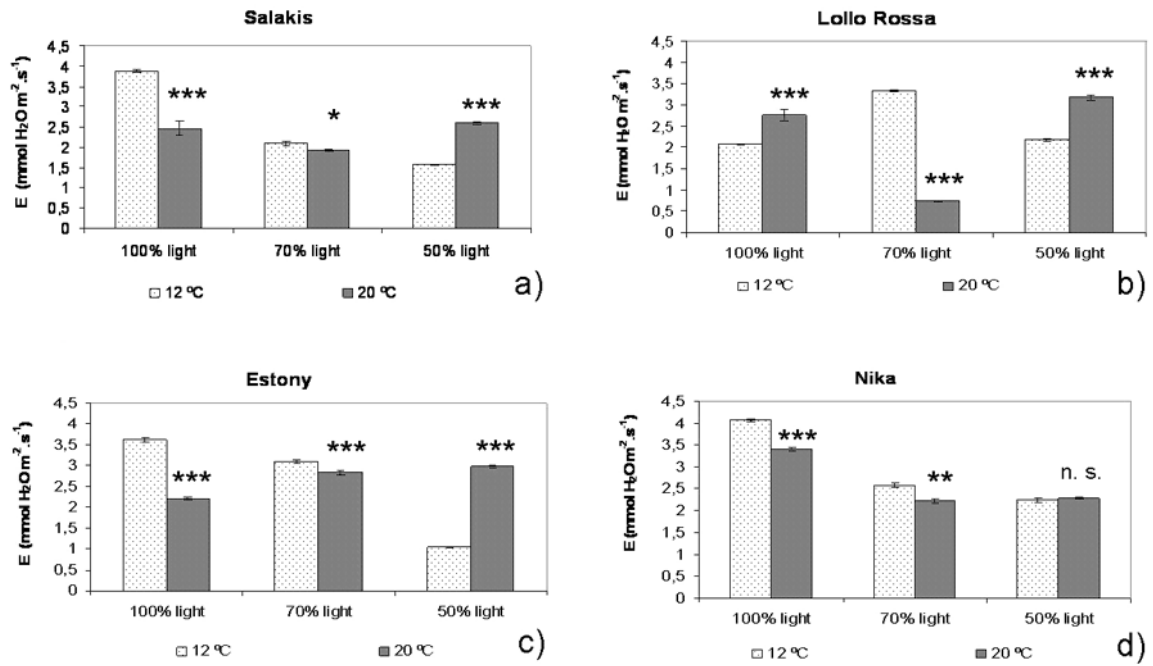 Salakis
E (mmol H₂O m⁻².s⁻¹)
4,5
4
3,5
3
2,5
2
1,5
1
0,5
0
***
*
***
100% light
70% light
50% light
12 ºC
20 ºC
a)
Lollo Rossa
E (mmol H₂O m⁻².s⁻¹)
4,5
4
3,5
3
2,5
2
1,5
1
0,5
0
***
***
***
100% light
70% light
50% light
12 ºC
20 ºC
b)
Estony
E (mmol H₂O m⁻².s⁻¹)
4,5
4
3,5
3
2,5
2
1,5
1
0,5
0
***
***
***
100% light
70% light
50% light
12 ºC
20 ºC
c)
Nika
E (mmol H₂O m⁻².s⁻¹)
4,5
4
3,5
3
2,5
2
1,5
1
0,5
0
***
**
n. s.
100% light
70% light
50% light
12 ºC
20 ºC
d)